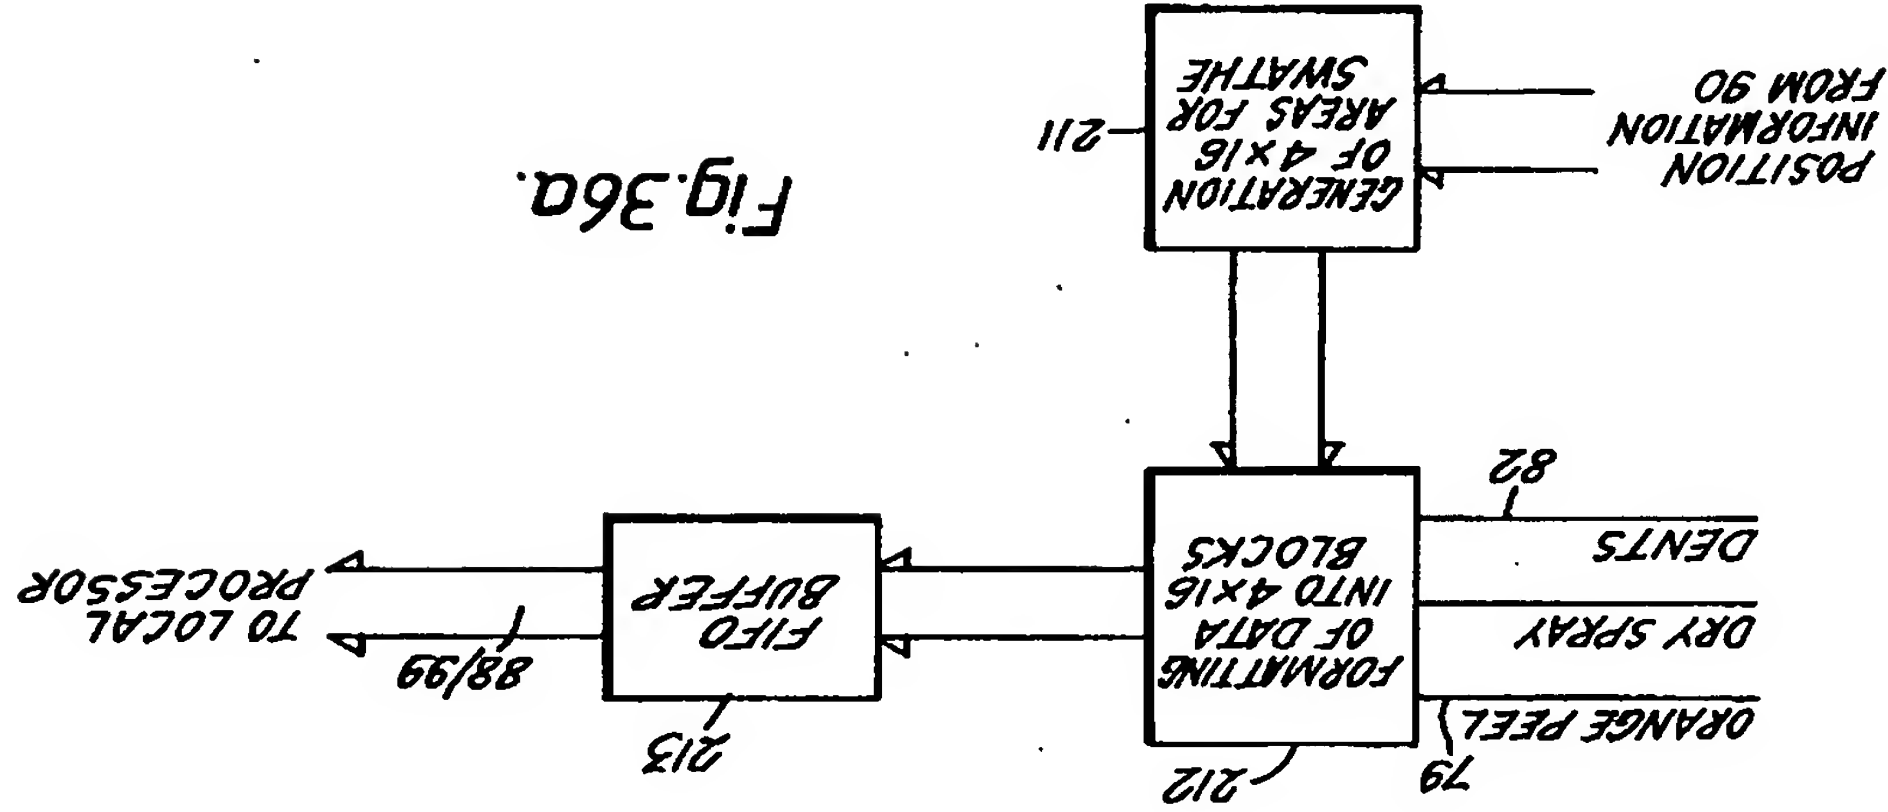 79
ORANGE PEEL
DRY SPRAY
DENTS
82
212
FORMATTING
OF DATA
INTO 4×16
BLOCKS
213
FIFO
BUFFER
88/99
TO LOCAL
PROCESSOR
POSITION
INFORMATION
FROM 90
GENERATION
OF 4×16
AREAS FOR
SWATHE
211
Fig.36a.